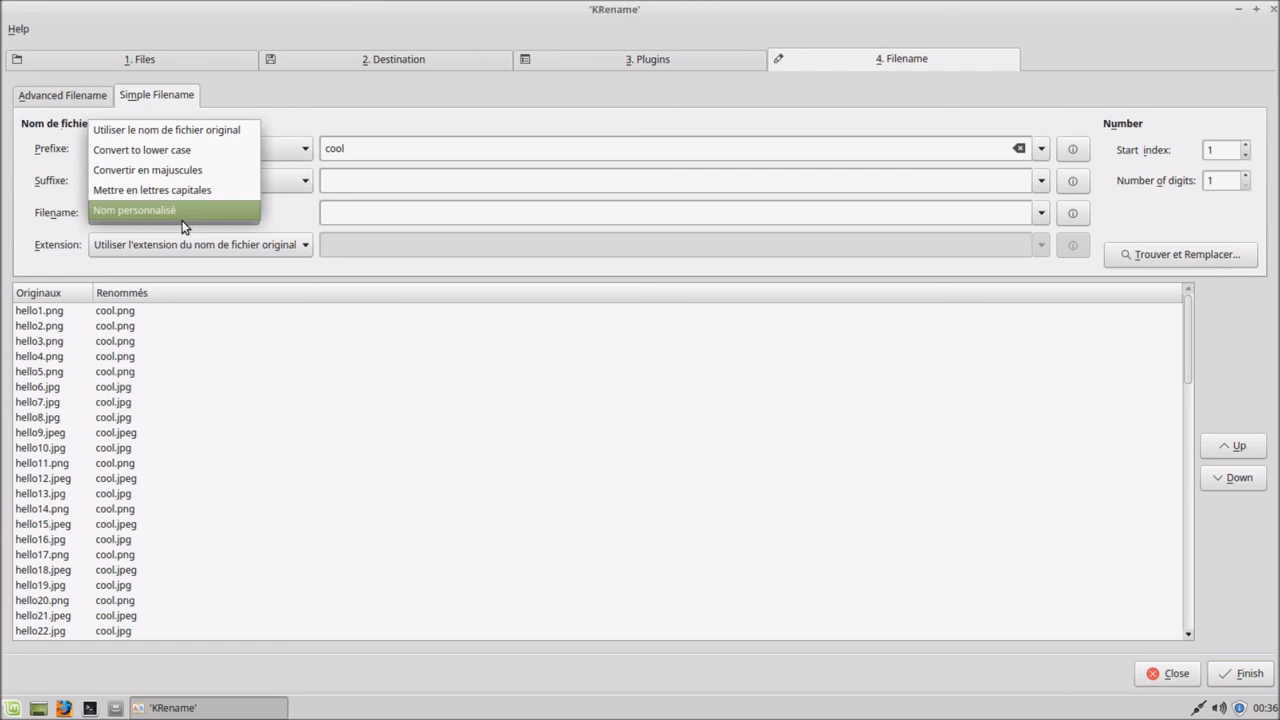 'KRename'
Help
1. Files
2. Destination
3. Plugins
4. Filename
Advanced Filename
Simple Filename
Nom de fichie
Number
Utiliser le nom de fichier original
Convert to lower case
Convertir en majuscules
Mettre en lettres capitales
Nom personnalisé
Prefixe:
cool
Start index:
1
Suffixe:
Number of digits:
1
Filename:
Extension:
Utiliser l'extension du nom de fichier original
Trouver et Remplacer...
Originaux Renommés
hello1.png cool.png
hello2.png cool.png
hello3.png cool.png
hello4.png cool.png
hello5.png cool.png
hello6.jpg cool.jpg
hello7.jpg cool.jpg
hello8.jpg cool.jpg
hello9.jpeg cool.jpeg
hello10.jpg cool.jpg
hello11.png cool.png
hello12.jpeg cool.jpeg
hello13.jpg cool.jpg
hello14.png cool.png
hello15.jpeg cool.jpeg
hello16.jpg cool.jpg
hello17.png cool.png
hello18.jpeg cool.jpeg
hello19.jpg cool.jpg
hello20.png cool.png
hello21.jpeg cool.jpeg
hello22.jpg cool.jpg
Up
Down
Close
Finish
'KRename'
00:36